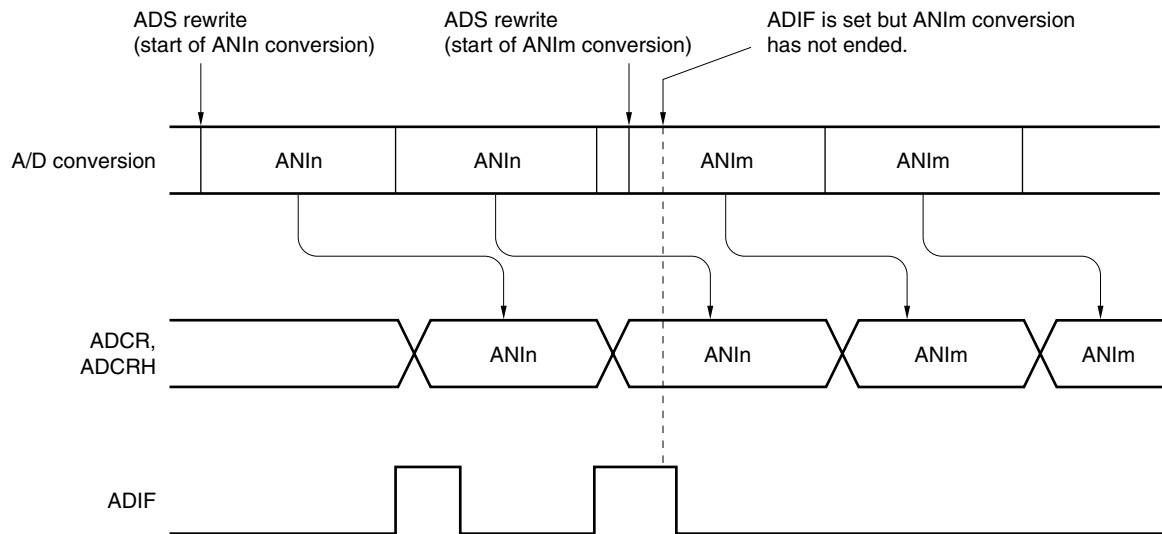 ADS rewrite
(start of ANIn conversion)
ADS rewrite
(start of ANIm conversion)
ADIF is set but ANIm conversion
has not ended.
A/D conversion
ANIn
ANIn
ANIm
ANIm
ADCR,
ADCRH
ANIn
ANIn
ANIm
ANIm
ADIF